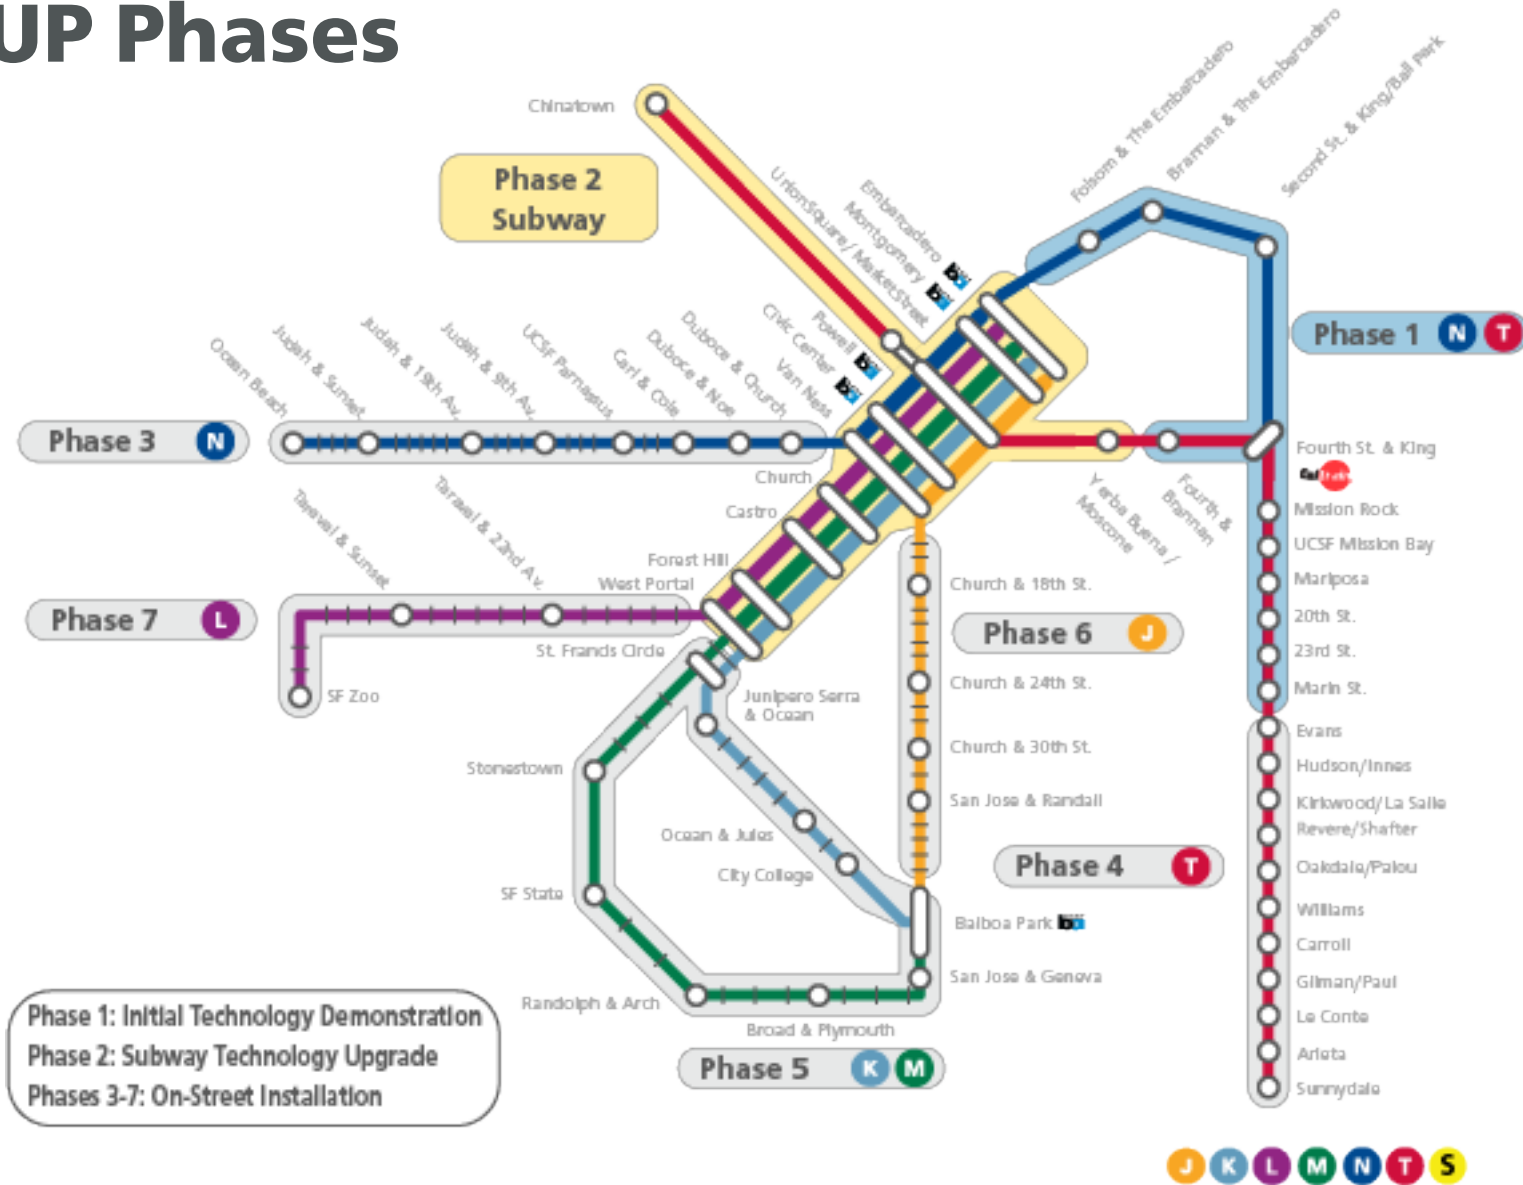 UP Phases
Chinatown
Phase 2
Subway
Union Square / Market Street
Montgomery
Embarcadero
Folsom & The Embarcadero
Brannan & The Embarcadero
Second St. & King/Ball Park
Phase 1 N T
Phase 3 N
Ocean Beach
Judah & Sunset
Judah & 19th Av.
Judah & 9th Av.
UCSF Parnassus
Carl & Cole
Duboce & Noe
Duboce & Church
Van Ness
Civic Center
Powell
Church
Castro
Forest Hill
West Portal
Taraval & Sunset
Taraval & 22nd Av.
Phase 7 L
SF Zoo
St. Francis Circle
Junipero Serra
& Ocean
Yerba Buena /
Moscone
Fourth &
Brannan
Fourth St. & King
Mission Rock
UCSF Mission Bay
Mariposa
20th St.
23rd St.
Marin St.
Evans
Hudson/Innes
Kirkwood/La Salle
Revere/Shafter
Oakdale/Palou
Williams
Carroll
Gilman/Paul
Le Conte
Arleta
Sunnydale
Church & 18th St.
Phase 6 J
Church & 24th St.
Church & 30th St.
San Jose & Randall
Phase 4 T
Stonestown
Ocean & Jules
City College
SF State
Balboa Park
San Jose & Geneva
Randolph & Arch
Broad & Plymouth
Phase 5 K M
Phase 1: Initial Technology Demonstration
Phase 2: Subway Technology Upgrade
Phases 3-7: On-Street Installation
J K L M N T S